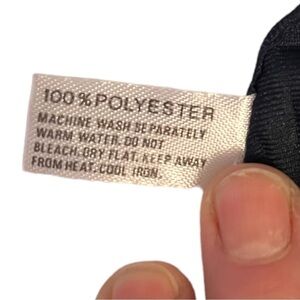 100% POLYESTER
MACHINE WASH SEPARATELY
WARM WATER. DO NOT
BLEACH. DRY FLAT. KEEP AWAY
FROM HEAT. COOL IRON.